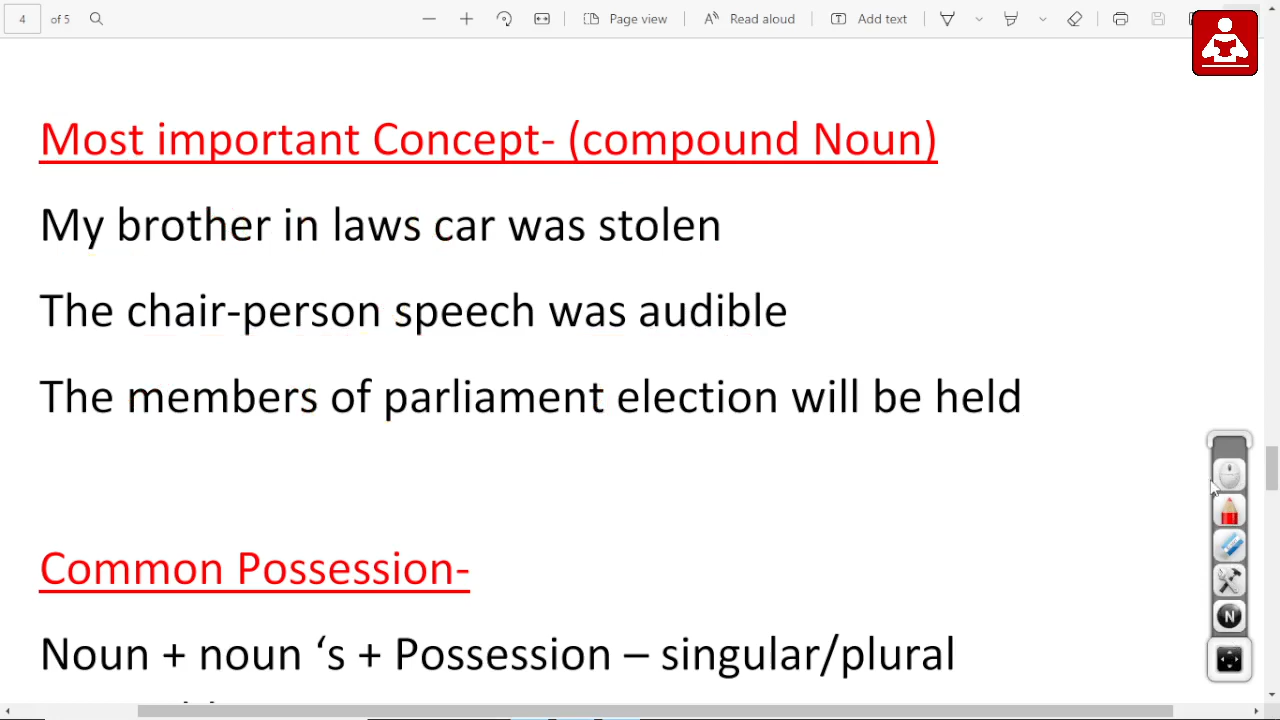 4 of 5 Page view Read aloud Add text
Most important Concept- (compound Noun)
My brother in laws car was stolen
The chair-person speech was audible
The members of parliament election will be held
Common Possession-
Noun + noun ‘s + Possession – singular/plural
N